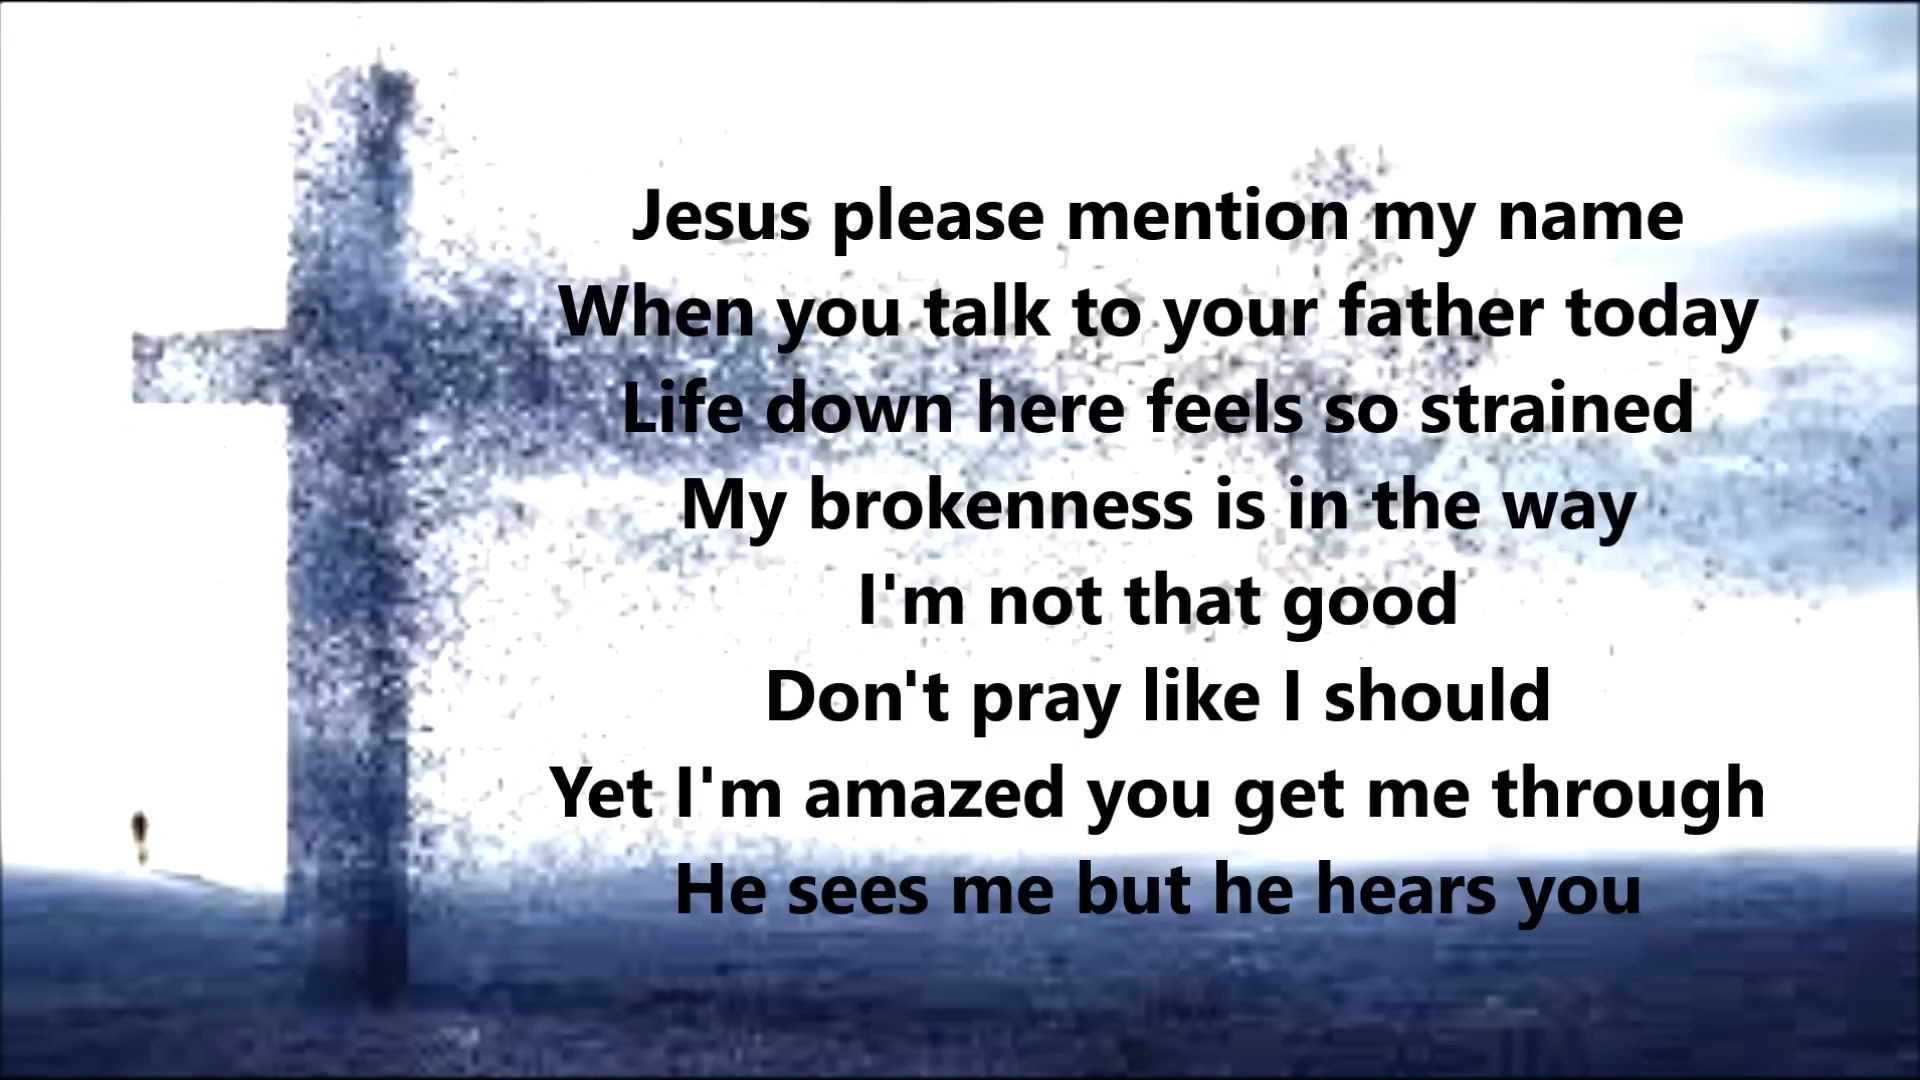 Jesus please mention my name
When you talk to your father today
Life down here feels so strained
My brokenness is in the way
I'm not that good
Don't pray like I should
Yet I'm amazed you get me through
He sees me but he hears you